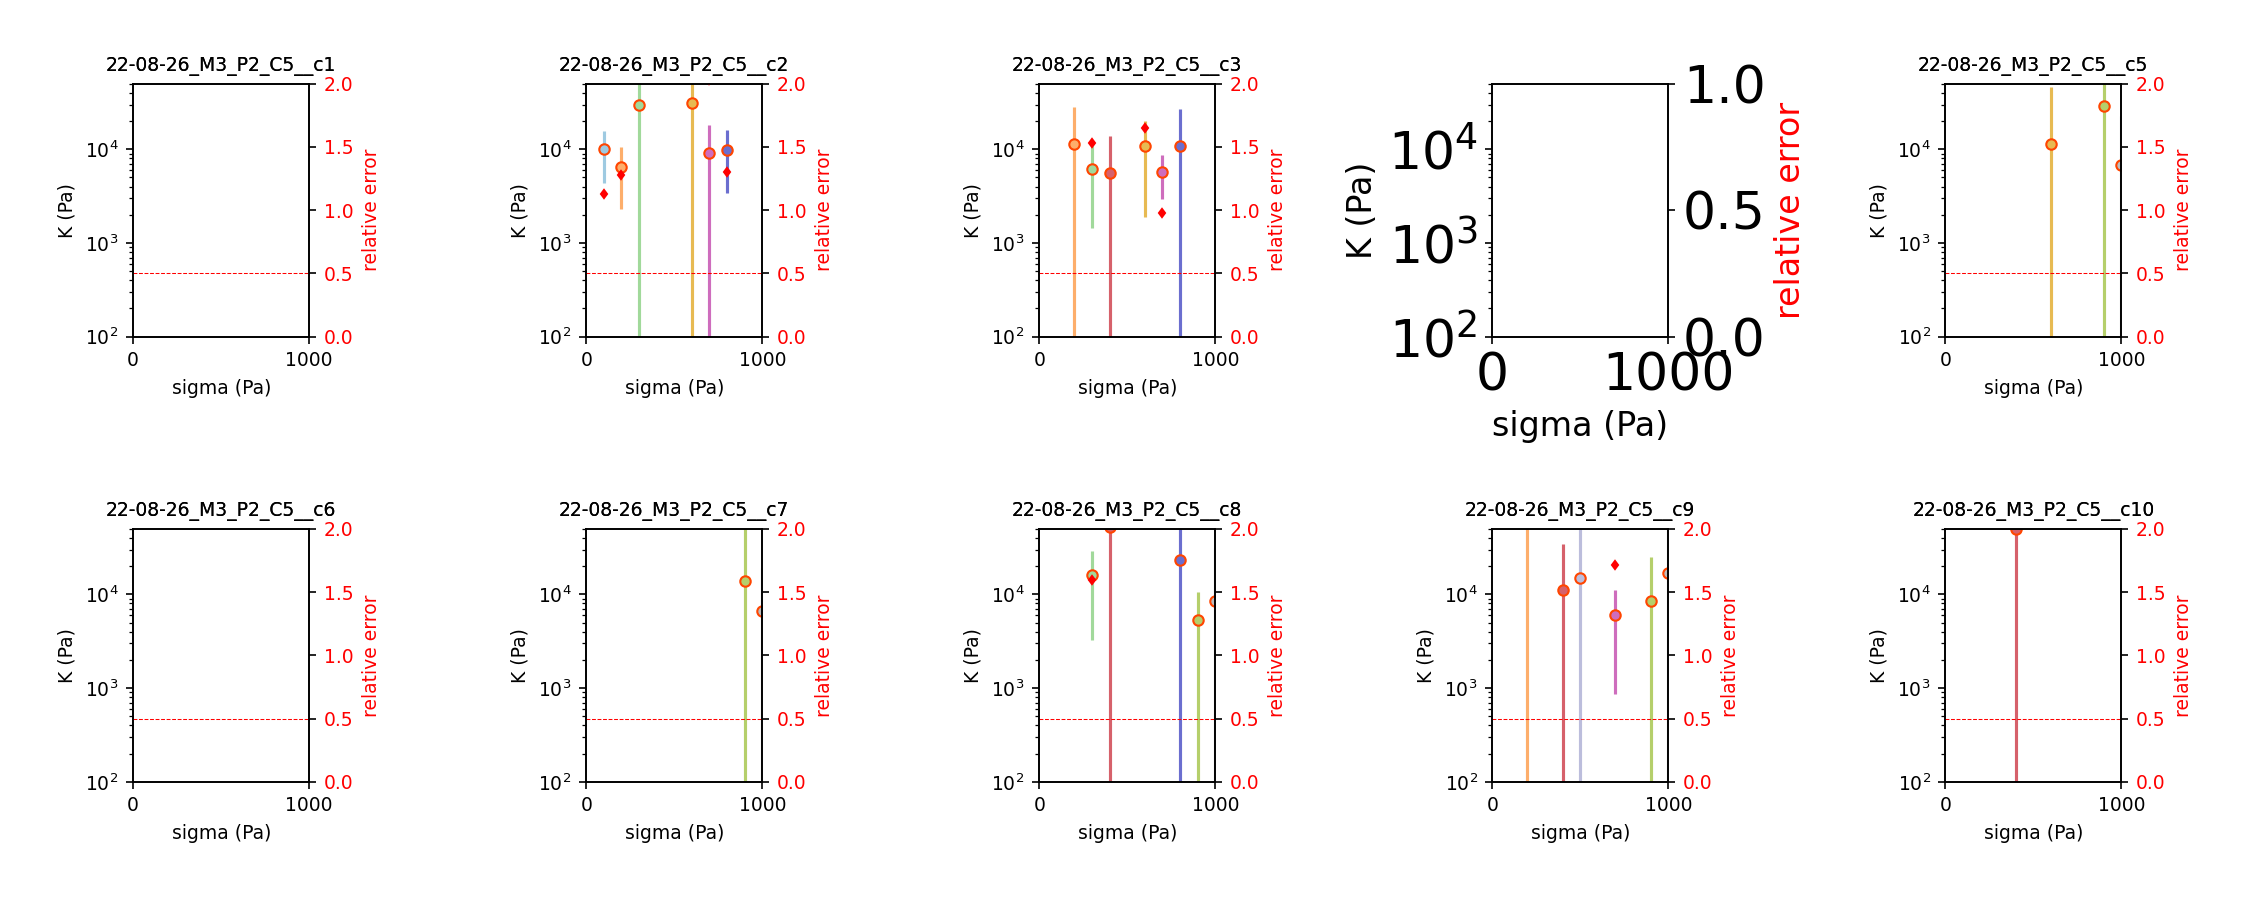 22-08-26_M3_P2_C5__c1
2.0
10^4
1.5
K (Pa)
1.0
relative error
10^3
0.5
10^2
0.0
0
1000
sigma (Pa)
22-08-26_M3_P2_C5__c2
2.0
10^4
1.5
K (Pa)
1.0
relative error
10^3
0.5
10^2
0.0
0
1000
sigma (Pa)
22-08-26_M3_P2_C5__c3
2.0
10^4
1.5
K (Pa)
1.0
relative error
10^3
0.5
10^2
0.0
0
1000
sigma (Pa)
1.0
10^4
K (Pa)
0.5
relative error
10^3
10^2
0.0
0
1000
sigma (Pa)
22-08-26_M3_P2_C5__c5
2.0
10^4
1.5
K (Pa)
1.0
relative error
10^3
0.5
10^2
0.0
0
1000
sigma (Pa)
22-08-26_M3_P2_C5__c6
2.0
10^4
1.5
K (Pa)
1.0
relative error
10^3
0.5
10^2
0.0
0
1000
sigma (Pa)
22-08-26_M3_P2_C5__c7
2.0
10^4
1.5
K (Pa)
1.0
relative error
10^3
0.5
10^2
0.0
0
1000
sigma (Pa)
22-08-26_M3_P2_C5__c8
2.0
10^4
1.5
K (Pa)
1.0
relative error
10^3
0.5
10^2
0.0
0
1000
sigma (Pa)
22-08-26_M3_P2_C5__c9
2.0
10^4
1.5
K (Pa)
1.0
relative error
10^3
0.5
10^2
0.0
0
1000
sigma (Pa)
22-08-26_M3_P2_C5__c10
2.0
10^4
1.5
K (Pa)
1.0
relative error
10^3
0.5
10^2
0.0
0
1000
sigma (Pa)